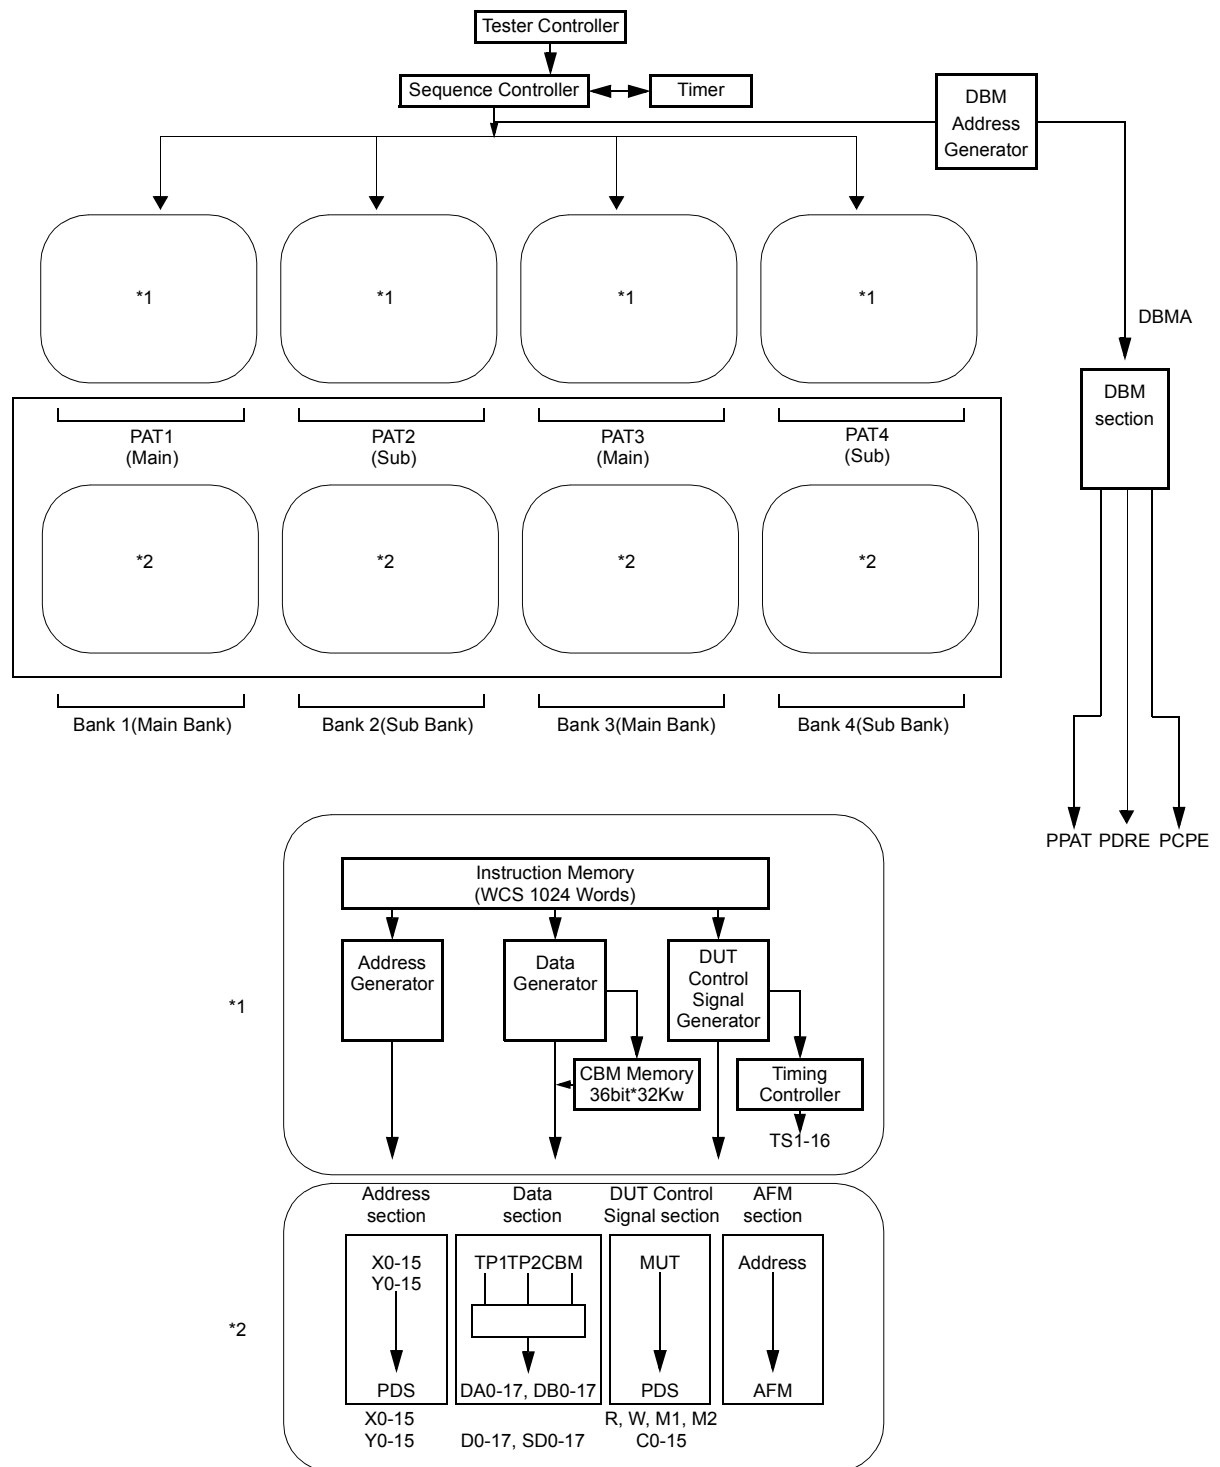 Tester Controller
Sequence Controller
Timer
DBM
Address
Generator
*1
*1
*1
*1
DBMA
DBM
section
PAT1
(Main)
PAT2
(Sub)
PAT3
(Main)
PAT4
(Sub)
*2
*2
*2
*2
Bank 1(Main Bank)
Bank 2(Sub Bank)
Bank 3(Main Bank)
Bank 4(Sub Bank)
PPAT PDRE PCPE
Instruction Memory
(WCS 1024 Words)
Address
Generator
Data
Generator
DUT
Control
Signal
Generator
*1
CBM Memory
36bit*32Kw
Timing
Controller
TS1-16
Address
section
Data
section
DUT Control
Signal section
AFM
section
X0-15
Y0-15
TP1TP2CBM
MUT
Address
*2
PDS
DA0-17, DB0-17
PDS
AFM
X0-15
Y0-15
D0-17, SD0-17
R, W, M1, M2
C0-15